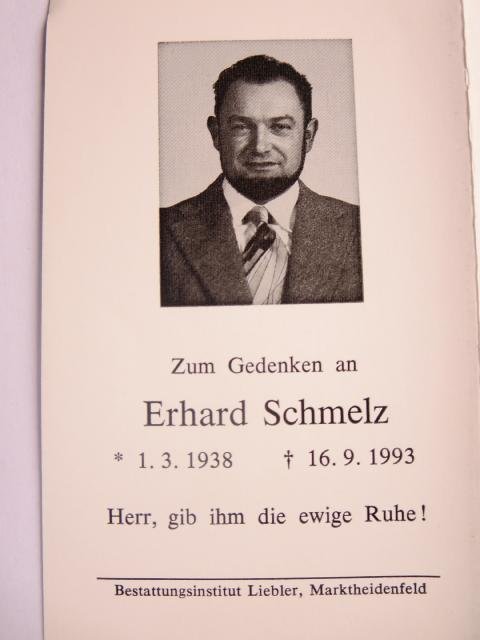 Zum Gedenken an
Erhard Schmelz
* 1. 3. 1938 † 16. 9. 1993
Herr, gib ihm die ewige Ruhe!
Bestattungsinstitut Liebler, Marktheidenfeld